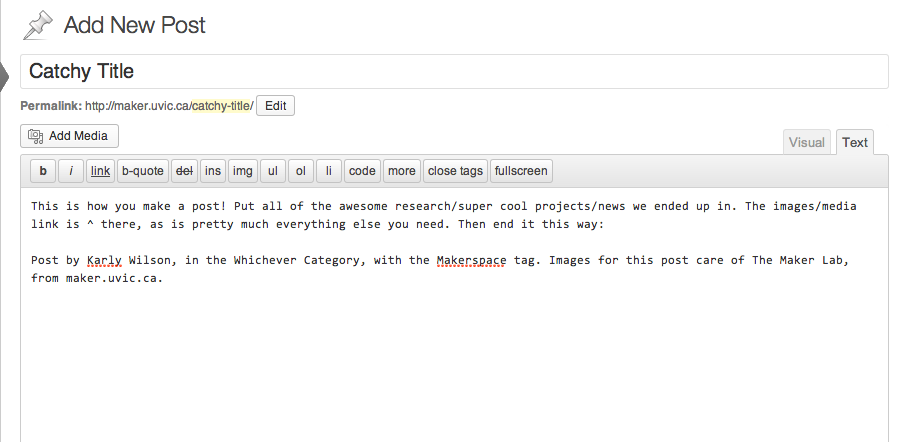 Add New Post
Catchy Title
Permalink: http://maker.uvic.ca/catchy-title/ Edit
Add Media
Visual Text
b i link b-quote del ins img ul ol li code more close tags fullscreen
This is how you make a post! Put all of the awesome research/super cool projects/news we ended up in. The images/media
link is ^ there, as is pretty much everything else you need. Then end it this way:
Post by Karly Wilson, in the Whichever Category, with the Makerspace tag. Images for this post care of The Maker Lab,
from maker.uvic.ca.